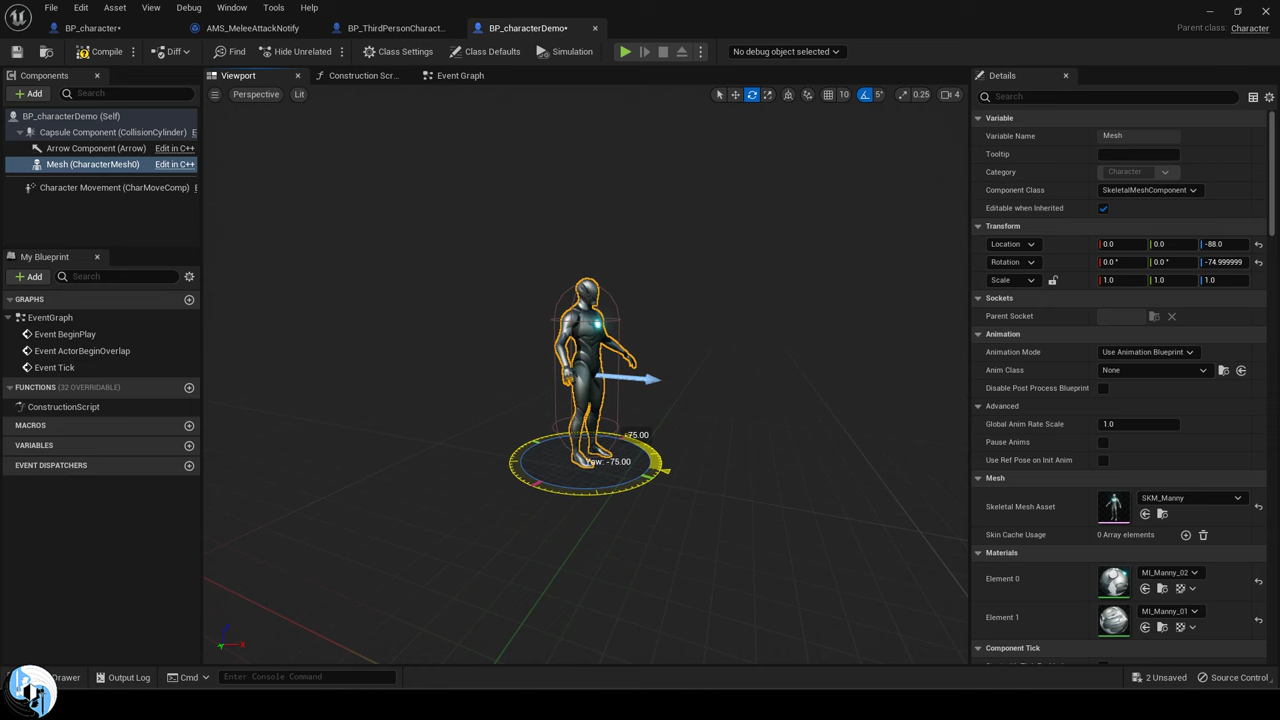 File Edit Asset View Debug Window Tools Help
BP_character* AMS_MeleeAttackNotify BP_ThirdPersonCharact... BP_characterDemo* Parent class: Character
Compile Diff Find Hide Unrelated Class Settings Class Defaults Simulation No debug object selected
Components Viewport Construction Scr... Event Graph Details
Add Search Perspective Lit 10 5° 0.25 4 Search
BP_characterDemo (Self)
Capsule Component (CollisionCylinder) E
Arrow Component (Arrow) Edit in C++
Mesh (CharacterMesh0) Edit in C++
Character Movement (CharMoveComp) E
My Blueprint
Add Search
GRAPHS
EventGraph
Event BeginPlay
Event ActorBeginOverlap
Event Tick
FUNCTIONS (32 OVERRIDABLE)
ConstructionScript
MACROS
VARIABLES
EVENT DISPATCHERS
-75.00
Yaw: -75.00
Z
X
Y
Variable
Variable Name Mesh
Tooltip
Category Character
Component Class SkeletalMeshComponent
Editable when Inherited
Transform
Location 0.0 0.0 -88.0
Rotation 0.0 ° 0.0 ° -74.999999
Scale 1.0 1.0 1.0
Sockets
Parent Socket
Animation
Animation Mode Use Animation Blueprint
Anim Class None
Disable Post Process Blueprint
Advanced
Global Anim Rate Scale 1.0
Pause Anims
Use Ref Pose on Init Anim
Mesh
Skeletal Mesh Asset SKM_Manny
Skin Cache Usage 0 Array elements
Materials
Element 0 MI_Manny_02
Element 1 MI_Manny_01
Component Tick
Drawer Output Log Cmd Enter Console Command 2 Unsaved Source Control